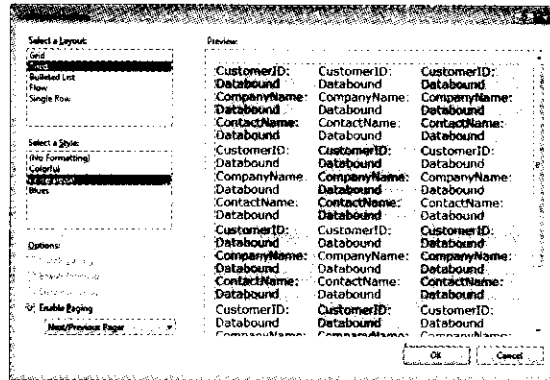 Select a Layout:
Grid
Bulleted List
Flow
Single Row
Select a Style:
(No Formatting)
Colorful
Blues
Options:
Enable Paging
Next/Previous Pager
Preview:
CustomerID: CustomerID: CustomerID:
Databound Databound Databound
CompanyName: CompanyName: CompanyName:
Databound Databound Databound
ContactName: ContactName: ContactName:
Databound Databound Databound
CustomerID: CustomerID: CustomerID:
Databound Databound Databound
CompanyName: CompanyName: CompanyName:
Databound Databound Databound
ContactName: ContactName: ContactName:
Databound Databound Databound
CustomerID: CustomerID: CustomerID:
Databound Databound Databound
CompanyName: CompanyName: CompanyName:
Databound Databound Databound
ContactName: ContactName: ContactName:
Databound Databound Databound
CustomerID: CustomerID: CustomerID:
Databound Databound Databound
CompanyName: CompanyName: CompanyName:
OK Cancel